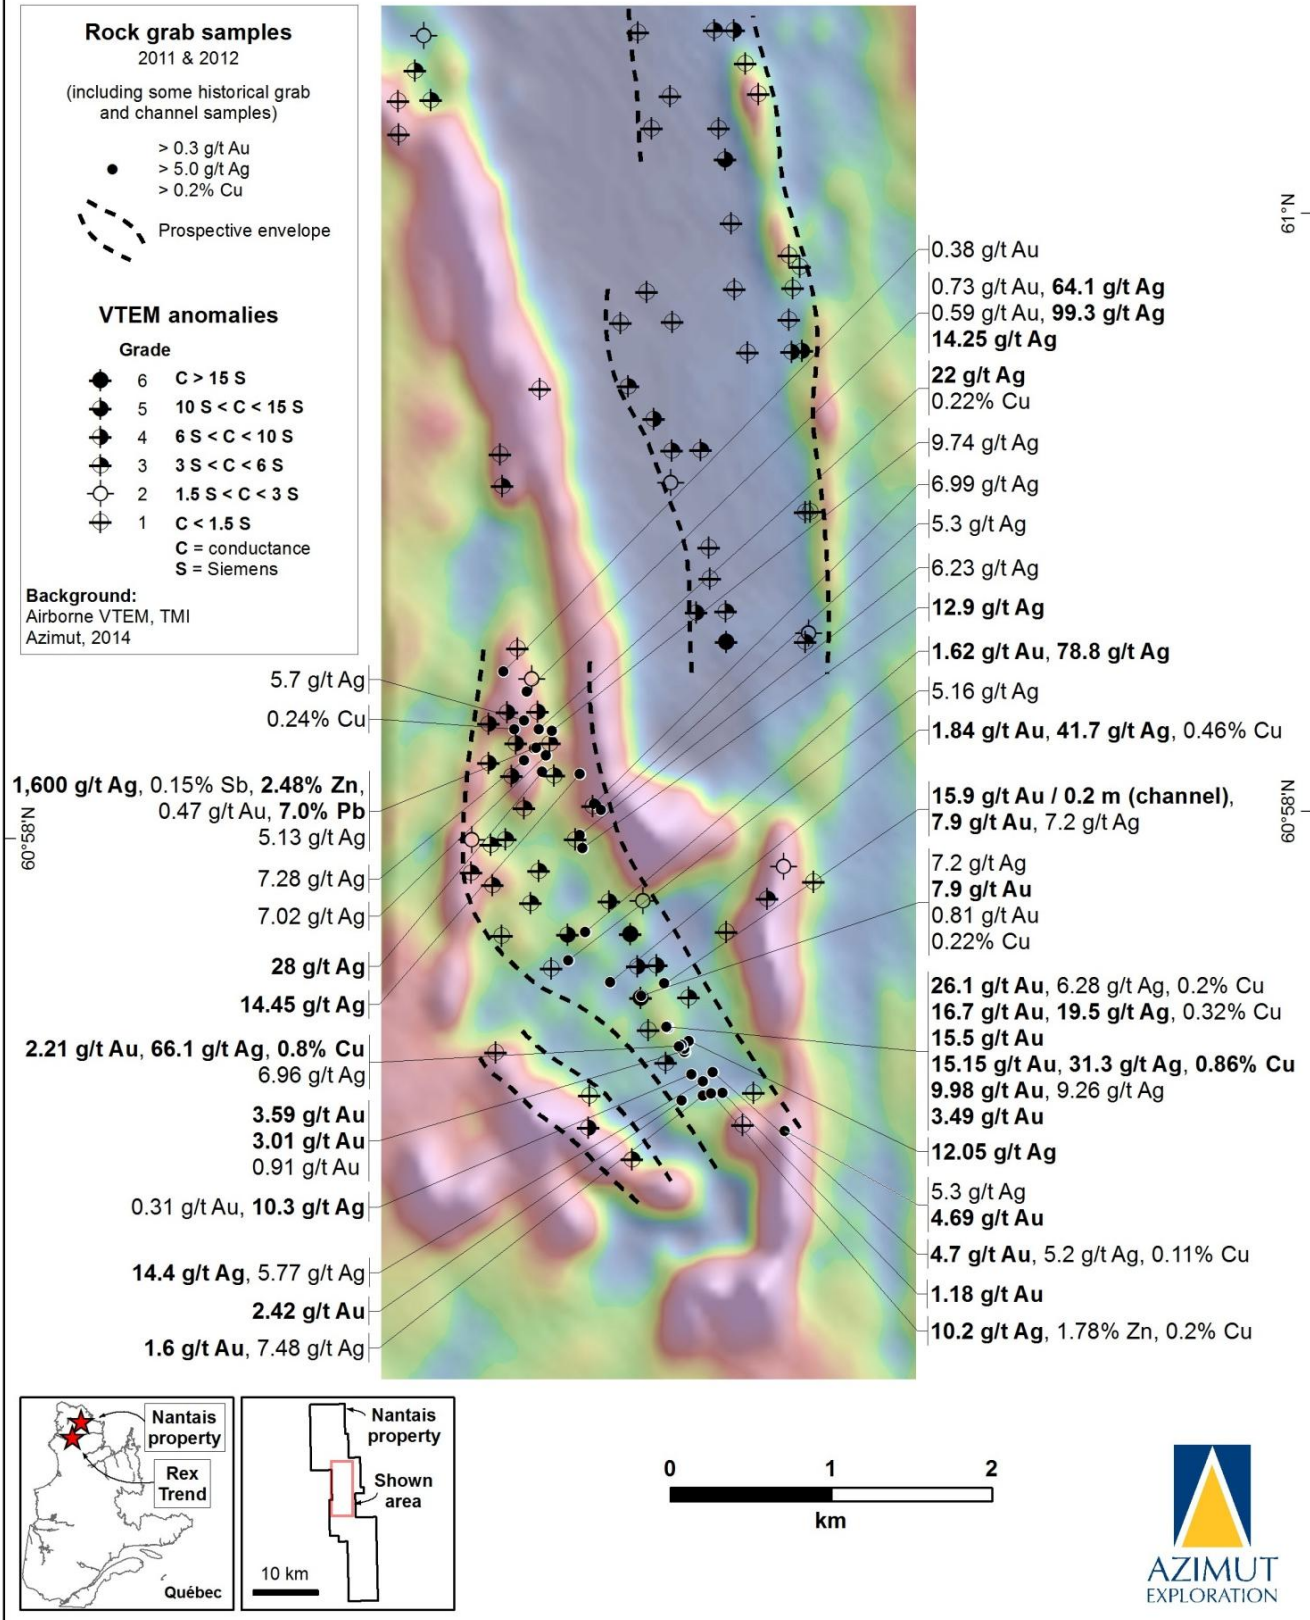 Rock grab samples
2011 & 2012
(including some historical grab
and channel samples)
> 0.3 g/t Au
> 5.0 g/t Ag
> 0.2% Cu
Prospective envelope
VTEM anomalies
Grade
6 C > 15 S
5 10 S < C < 15 S
4 6 S < C < 10 S
3 3 S < C < 6 S
2 1.5 S < C < 3 S
1 C < 1.5 S
C = conductance
S = Siemens
Background:
Airborne VTEM, TMI
Azimut, 2014
5.7 g/t Ag
0.24% Cu
1,600 g/t Ag, 0.15% Sb, 2.48% Zn,
0.47 g/t Au, 7.0% Pb
5.13 g/t Ag
7.28 g/t Ag
7.02 g/t Ag
28 g/t Ag
14.45 g/t Ag
2.21 g/t Au, 66.1 g/t Ag, 0.8% Cu
6.96 g/t Ag
3.59 g/t Au
3.01 g/t Au
0.91 g/t Au
0.31 g/t Au, 10.3 g/t Ag
14.4 g/t Ag, 5.77 g/t Ag
2.42 g/t Au
1.6 g/t Au, 7.48 g/t Ag
60°58'N
61°N
0.38 g/t Au
0.73 g/t Au, 64.1 g/t Ag
0.59 g/t Au, 99.3 g/t Ag
14.25 g/t Ag
22 g/t Ag
0.22% Cu
9.74 g/t Ag
6.99 g/t Ag
5.3 g/t Ag
6.23 g/t Ag
12.9 g/t Ag
1.62 g/t Au, 78.8 g/t Ag
5.16 g/t Ag
1.84 g/t Au, 41.7 g/t Ag, 0.46% Cu
15.9 g/t Au / 0.2 m (channel),
7.9 g/t Au, 7.2 g/t Ag
60°58'N
7.2 g/t Ag
7.9 g/t Au
0.81 g/t Au
0.22% Cu
26.1 g/t Au, 6.28 g/t Ag, 0.2% Cu
16.7 g/t Au, 19.5 g/t Ag, 0.32% Cu
15.5 g/t Au
15.15 g/t Au, 31.3 g/t Ag, 0.86% Cu
9.98 g/t Au, 9.26 g/t Ag
3.49 g/t Au
12.05 g/t Ag
5.3 g/t Ag
4.69 g/t Au
4.7 g/t Au, 5.2 g/t Ag, 0.11% Cu
1.18 g/t Au
10.2 g/t Ag, 1.78% Zn, 0.2% Cu
Nantais
property
Rex
Trend
Québec
Nantais
property
Shown
area
10 km
0 1 2
km
AZIMUT
EXPLORATION